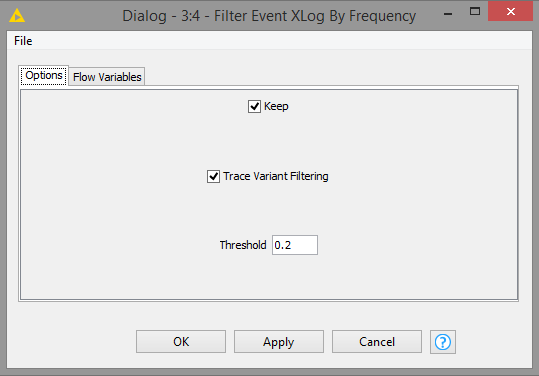 Dialog - 3:4 - Filter Event XLog By Frequency
File
Options Flow Variables
Keep
Trace Variant Filtering
Threshold 0.2
OK Apply Cancel ?